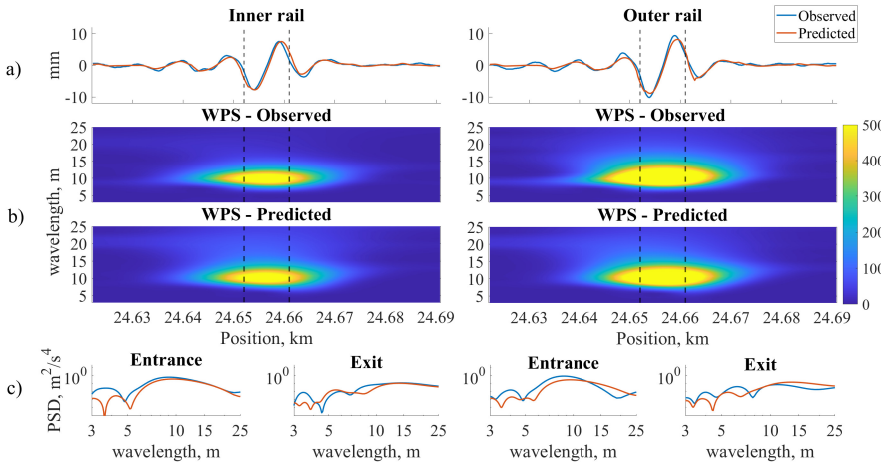 Inner rail
Outer rail
Observed
Predicted
a)
mm
10
0
-10
10
0
-10
WPS - Observed
WPS - Observed
25
20
15
10
5
25
20
15
10
5
500
400
300
200
100
0
b)
wavelength, m
WPS - Predicted
WPS - Predicted
25
20
15
10
5
25
20
15
10
5
24.63 24.64 24.65 24.66 24.67 24.68 24.69
24.63 24.64 24.65 24.66 24.67 24.68 24.69
Position, km
Position, km
c)
PSD, m²/s⁴
Entrance
Exit
Entrance
Exit
10⁰
10⁰
10⁰
10⁰
3 5 10 15 25
3 5 10 15 25
3 5 10 15 25
3 5 10 15 25
wavelength, m
wavelength, m
wavelength, m
wavelength, m